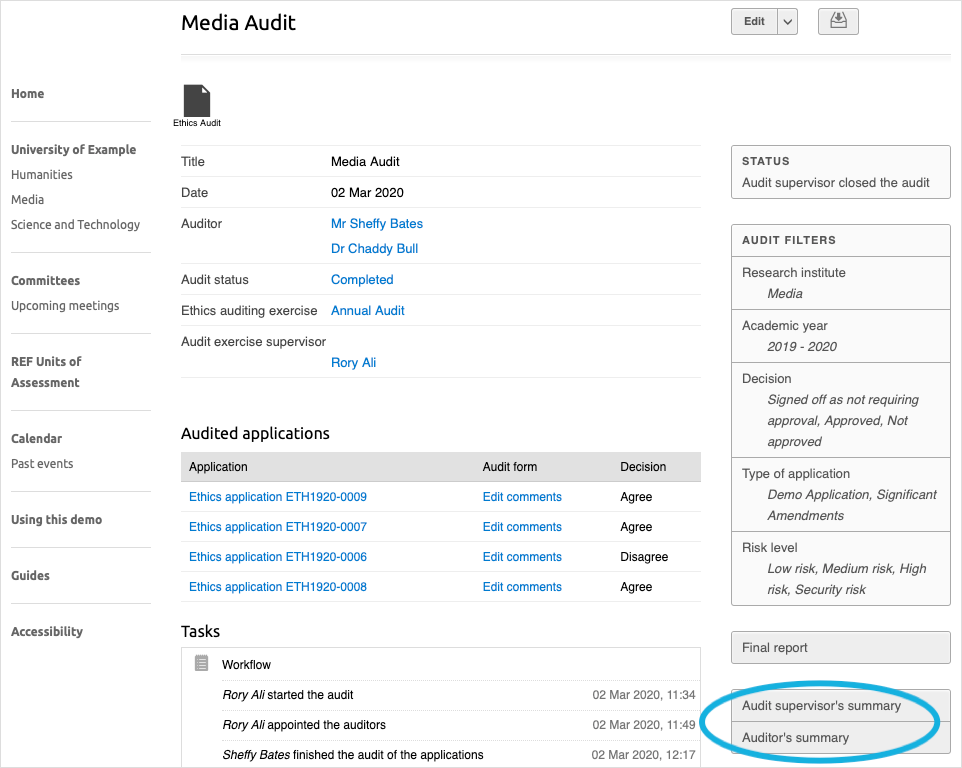 Media Audit
Edit
Home
University of Example
Humanities
Media
Science and Technology
Committees
Upcoming meetings
REF Units of
Assessment
Calendar
Past events
Using this demo
Guides
Accessibility
Ethics Audit
Title Media Audit
Date 02 Mar 2020
Auditor Mr Sheffy Bates
Dr Chaddy Bull
Audit status Completed
Ethics auditing exercise Annual Audit
Audit exercise supervisor
Rory Ali
Audited applications
Application Audit form Decision
Ethics application ETH1920-0009 Edit comments Agree
Ethics application ETH1920-0007 Edit comments Agree
Ethics application ETH1920-0006 Edit comments Disagree
Ethics application ETH1920-0008 Edit comments Agree
Tasks
Workflow
Rory Ali started the audit 02 Mar 2020, 11:34
Rory Ali appointed the auditors 02 Mar 2020, 11:49
Sheffy Bates finished the audit of the applications 02 Mar 2020, 12:17
STATUS
Audit supervisor closed the audit
AUDIT FILTERS
Research institute
Media
Academic year
2019 - 2020
Decision
Signed off as not requiring
approval, Approved, Not
approved
Type of application
Demo Application, Significant
Amendments
Risk level
Low risk, Medium risk, High
risk, Security risk
Final report
Audit supervisor's summary
Auditor's summary